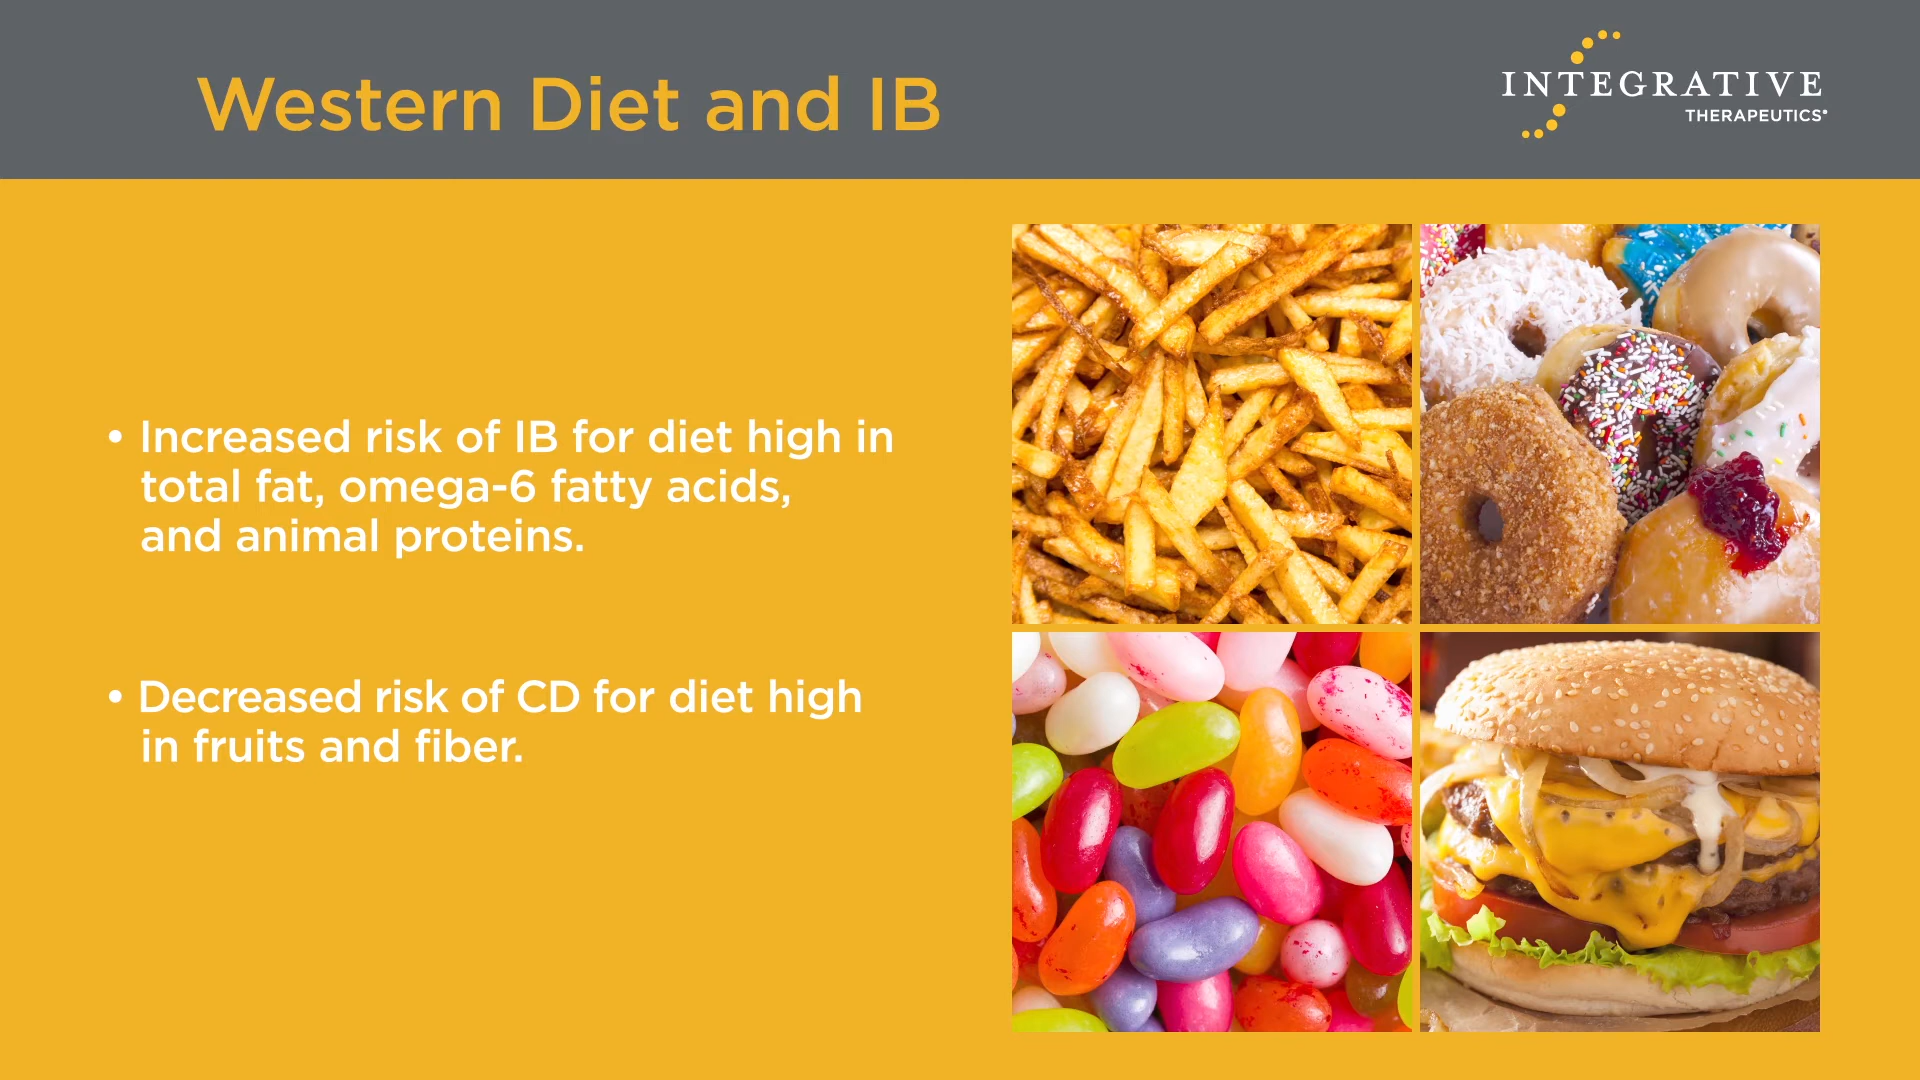 Western Diet and IB
INTEGRATIVE
THERAPEUTICS®
• Increased risk of IB for diet high in
total fat, omega-6 fatty acids,
and animal proteins.
• Decreased risk of CD for diet high
in fruits and fiber.